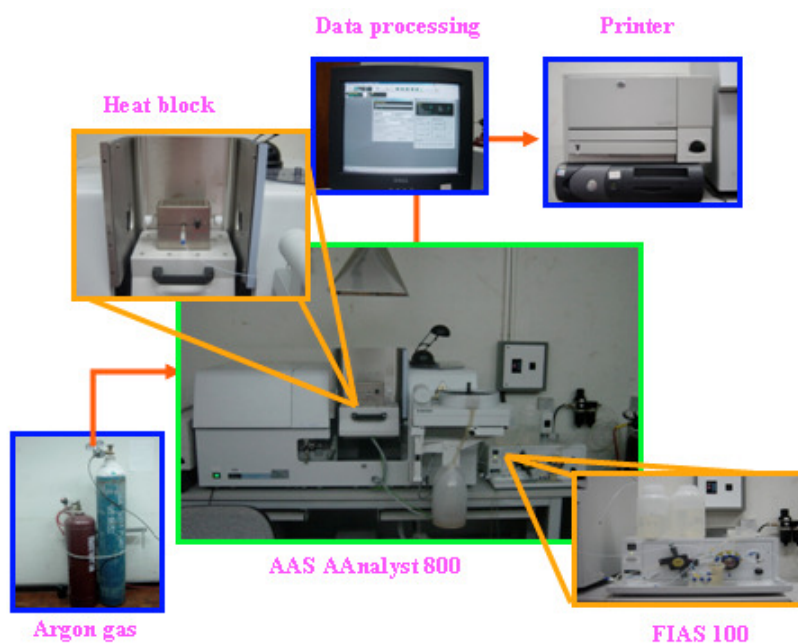 Data processing
Printer
Heat block
AAS AAnalyst 800
Argon gas
FIAS 100